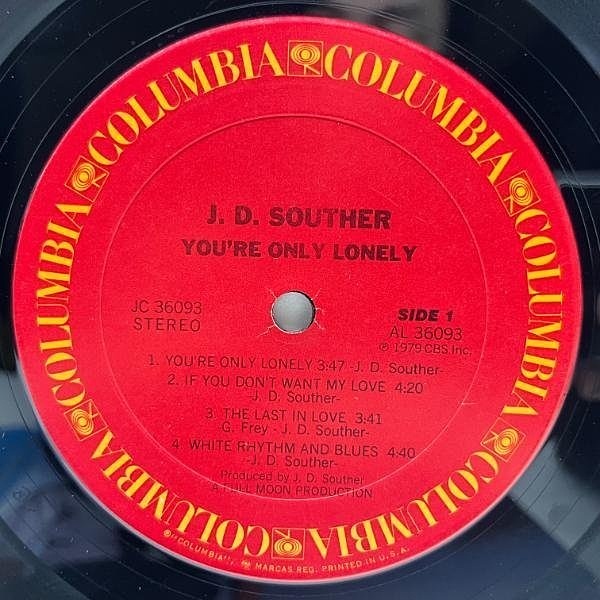 COLUMBIA COLUMBIA COLUMBIA COLUMBIA COLUMBIA COLUMBIA
J. D. SOUTHER
YOU'RE ONLY LONELY
JC 36093
STEREO
SIDE 1
AL 36093
℗ 1979 CBS Inc.
1. YOU'RE ONLY LONELY 3:47 -J. D. Souther-
2. IF YOU DON'T WANT MY LOVE 4:20
-J. D. Souther-
3. THE LAST IN LOVE 3:41
G. Frey - J. D. Souther-
4. WHITE RHYTHM AND BLUES 4:40
-J. D. Souther-
Produced by J. D. Souther
A FULL MOON PRODUCTION
®"COLUMBIA", MARCAS REG. PRINTED IN U.S.A.